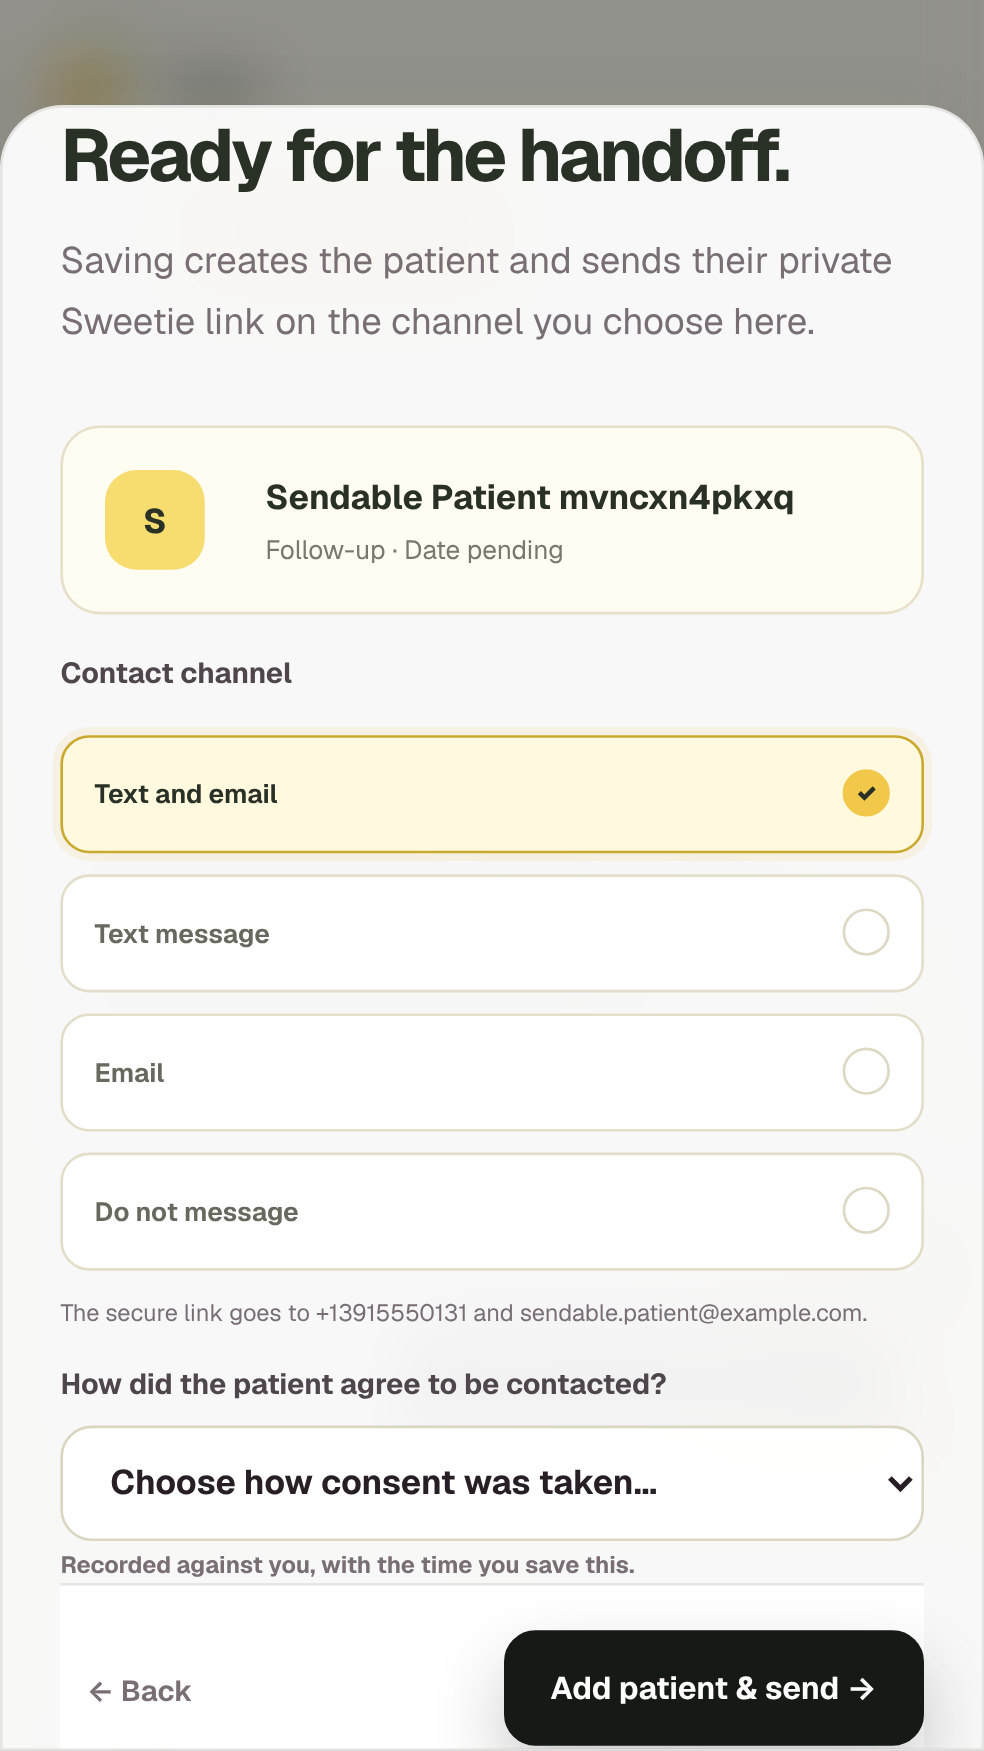 Ready for the handoff.
Saving creates the patient and sends their private
Sweetie link on the channel you choose here.
S
Sendable Patient mvncxn4pkxq
Follow-up · Date pending
Contact channel
Text and email
Text message
Email
Do not message
The secure link goes to +13915550131 and sendable.patient@example.com.
How did the patient agree to be contacted?
Choose how consent was taken...
Recorded against you, with the time you save this.
← Back
Add patient & send →